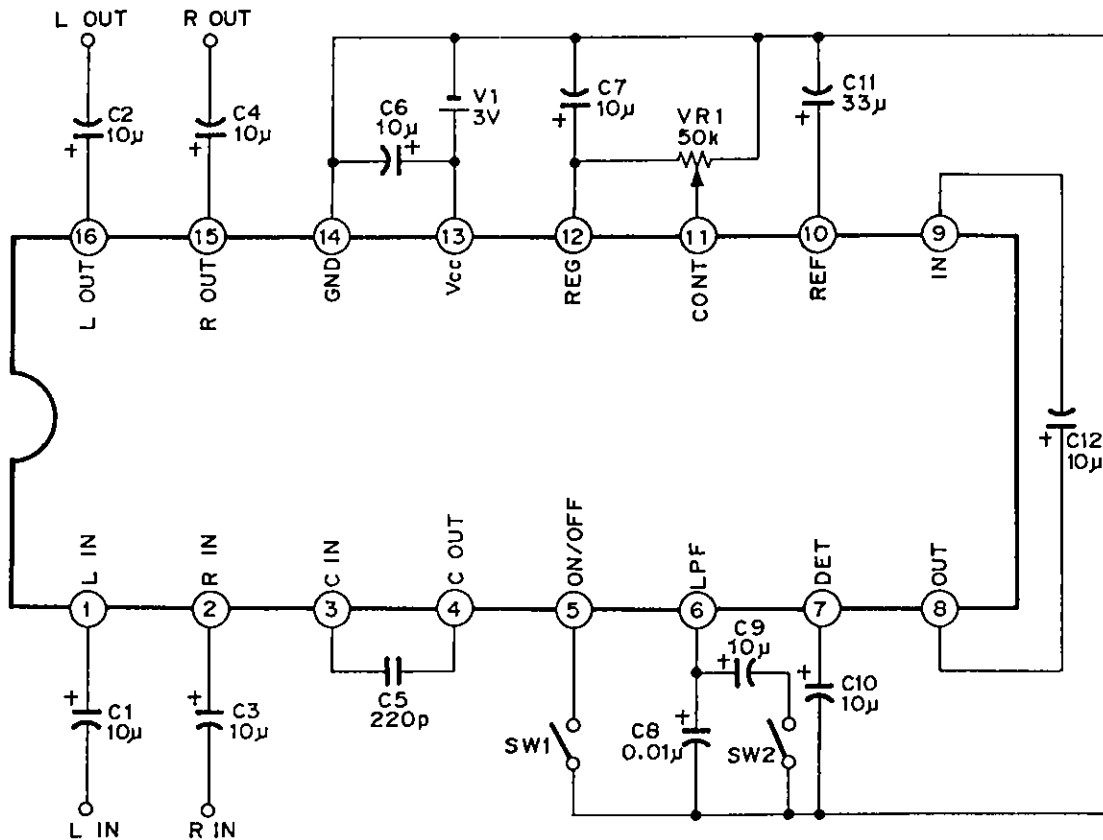 L OUT
R OUT
C2
10µ
+
C4
10µ
+
C6
10µ
+
V1
3V
C7
10µ
+
VR1
50k
C11
33µ
+
16
15
14
13
12
11
10
9
L OUT
R OUT
GND
Vcc
REG
CONT
REF
IN
+
C12
10µ
L IN
R IN
C IN
C OUT
ON/OFF
LPF
DET
OUT
1
2
3
4
5
6
7
8
+
C1
10µ
+
C3
10µ
C5
220p
SW1
C9
10µ
+
+
C8
0.01µ
SW2
+
C10
10µ
L IN
R IN